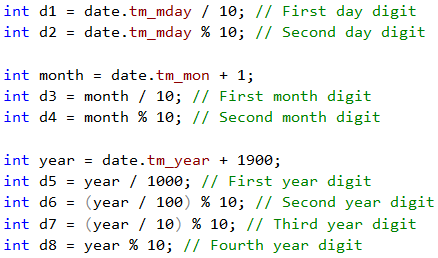 int d1 = date.tm_mday / 10; // First day digit
int d2 = date.tm_mday % 10; // Second day digit
int month = date.tm_mon + 1;
int d3 = month / 10; // First month digit
int d4 = month % 10; // Second month digit
int year = date.tm_year + 1900;
int d5 = year / 1000; // First year digit
int d6 = (year / 100) % 10; // Second year digit
int d7 = (year / 10) % 10; // Third year digit
int d8 = year % 10; // Fourth year digit